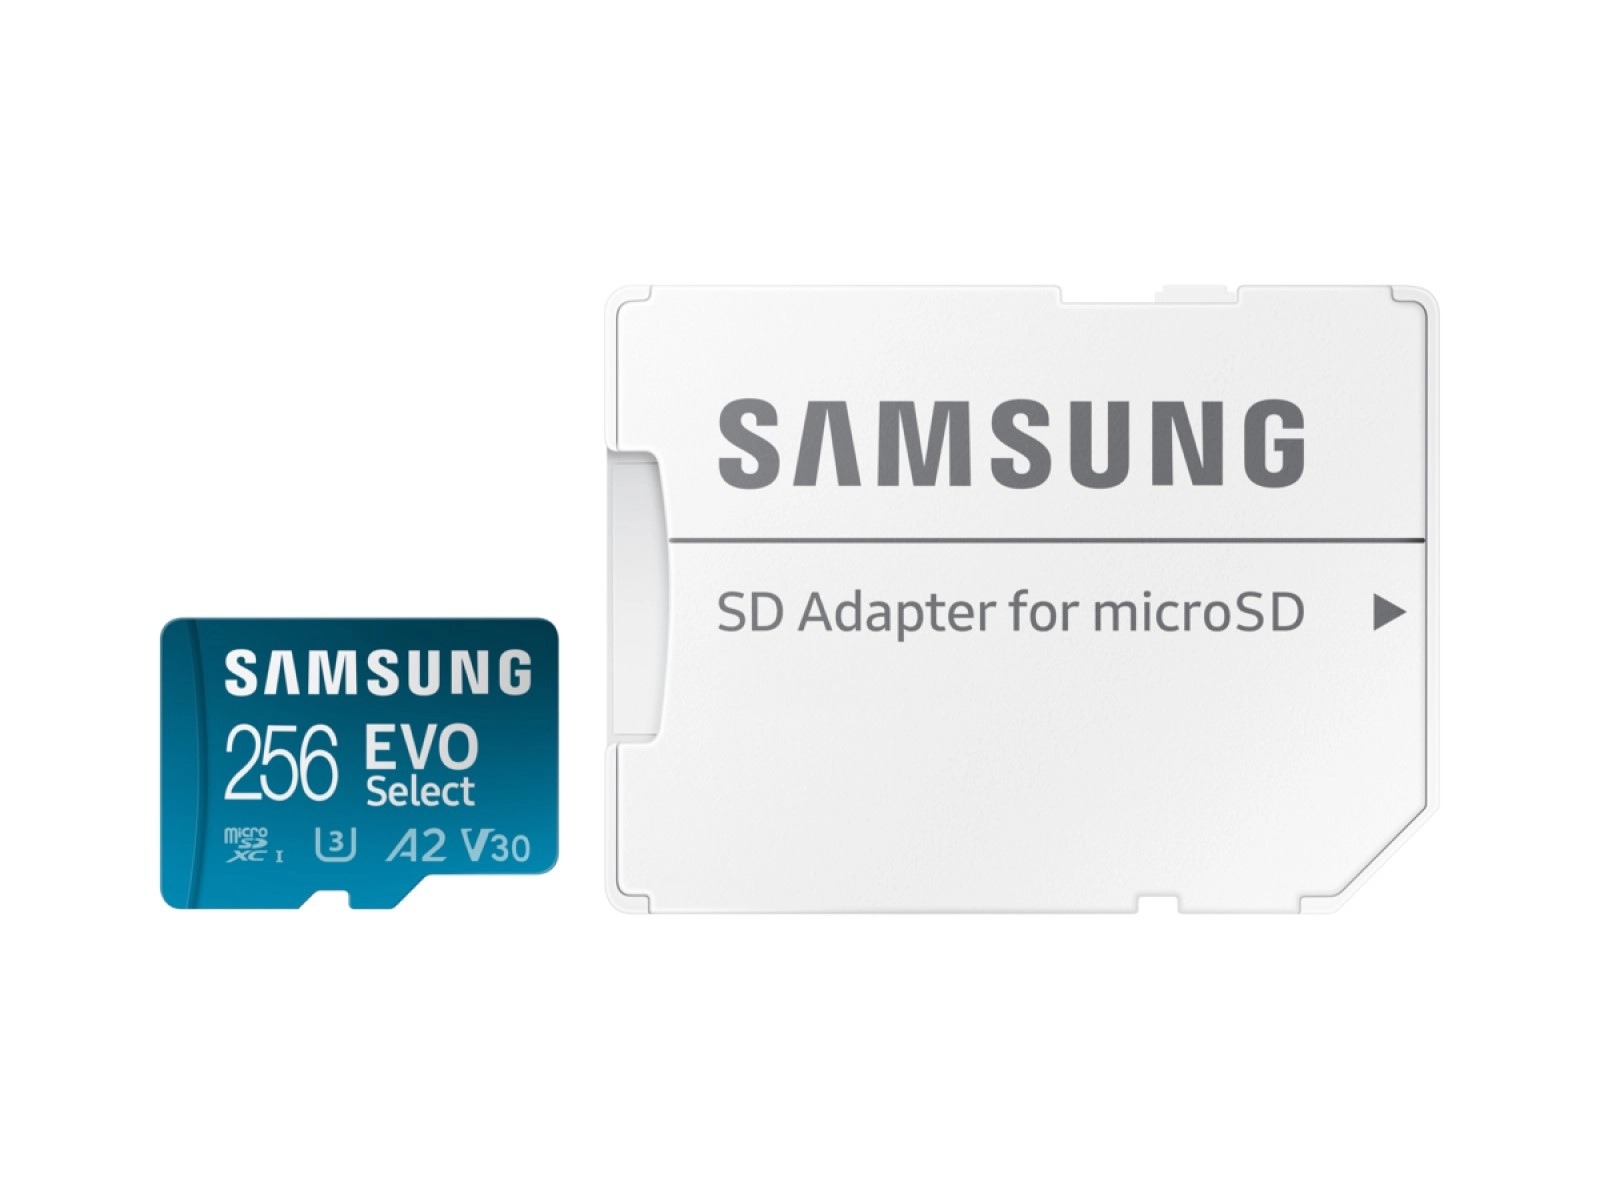 SAMSUNG
SD Adapter for microSD
SAMSUNG
256 EVO
Select
micro SD XC I U3 A2 V30